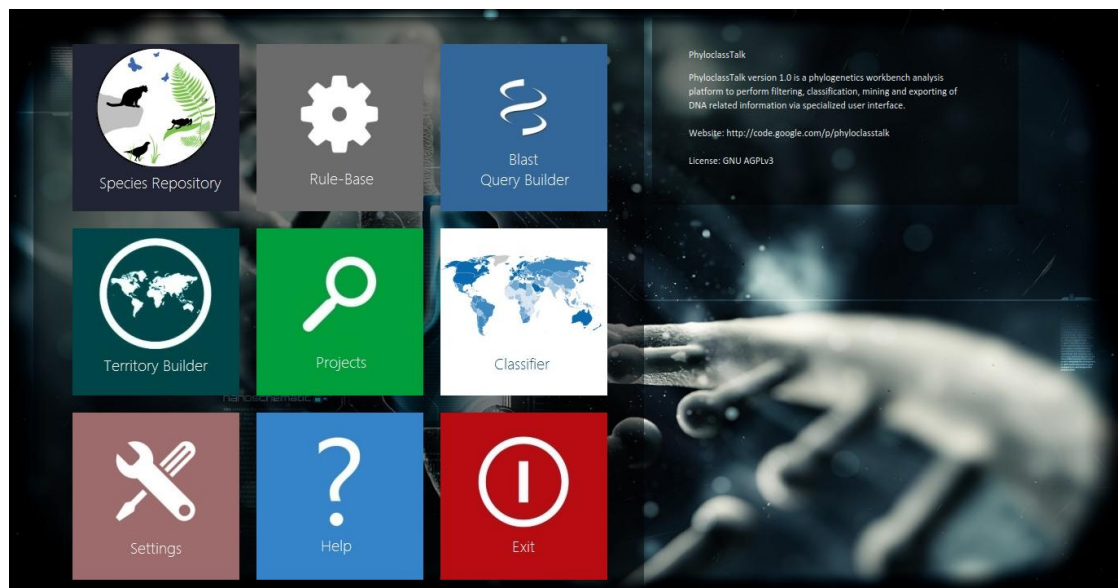 Species Repository
Rule-Base
Blast
Query Builder
Territory Builder
Projects
Classifier
Settings
Help
Exit
PhyloclassTalk
PhyloclassTalk version 1.0 is a phylogenetics workbench analysis
platform to perform filtering, classification, mining and exporting of
DNA related information via specialized user interface.
Website: http://code.google.com/p/phyloclasstalk
License: GNU AGPLv3